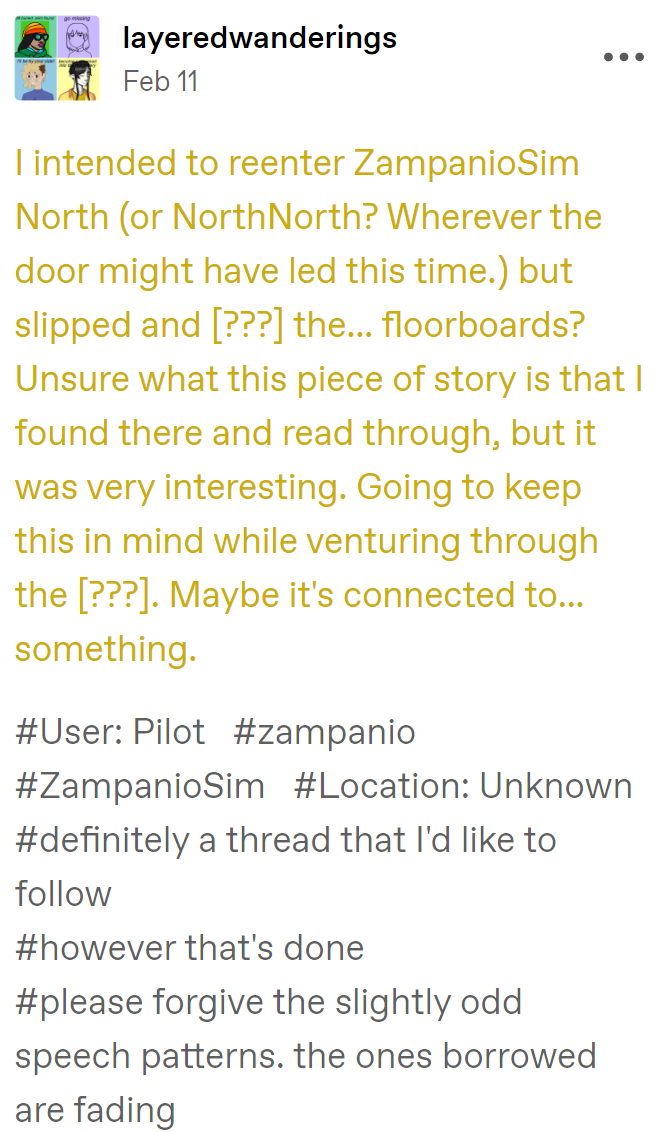 layeredwanderings
Feb 11
I intended to reenter ZampanioSim
North (or NorthNorth? Wherever the
door might have led this time.) but
slipped and [???] the... floorboards?
Unsure what this piece of story is that I
found there and read through, but it
was very interesting. Going to keep
this in mind while venturing through
the [???]. Maybe it's connected to...
something.
#User: Pilot #zampanio
#ZampanioSim #Location: Unknown
#definitely a thread that I'd like to
follow
#however that's done
#please forgive the slightly odd
speech patterns. the ones borrowed
are fading